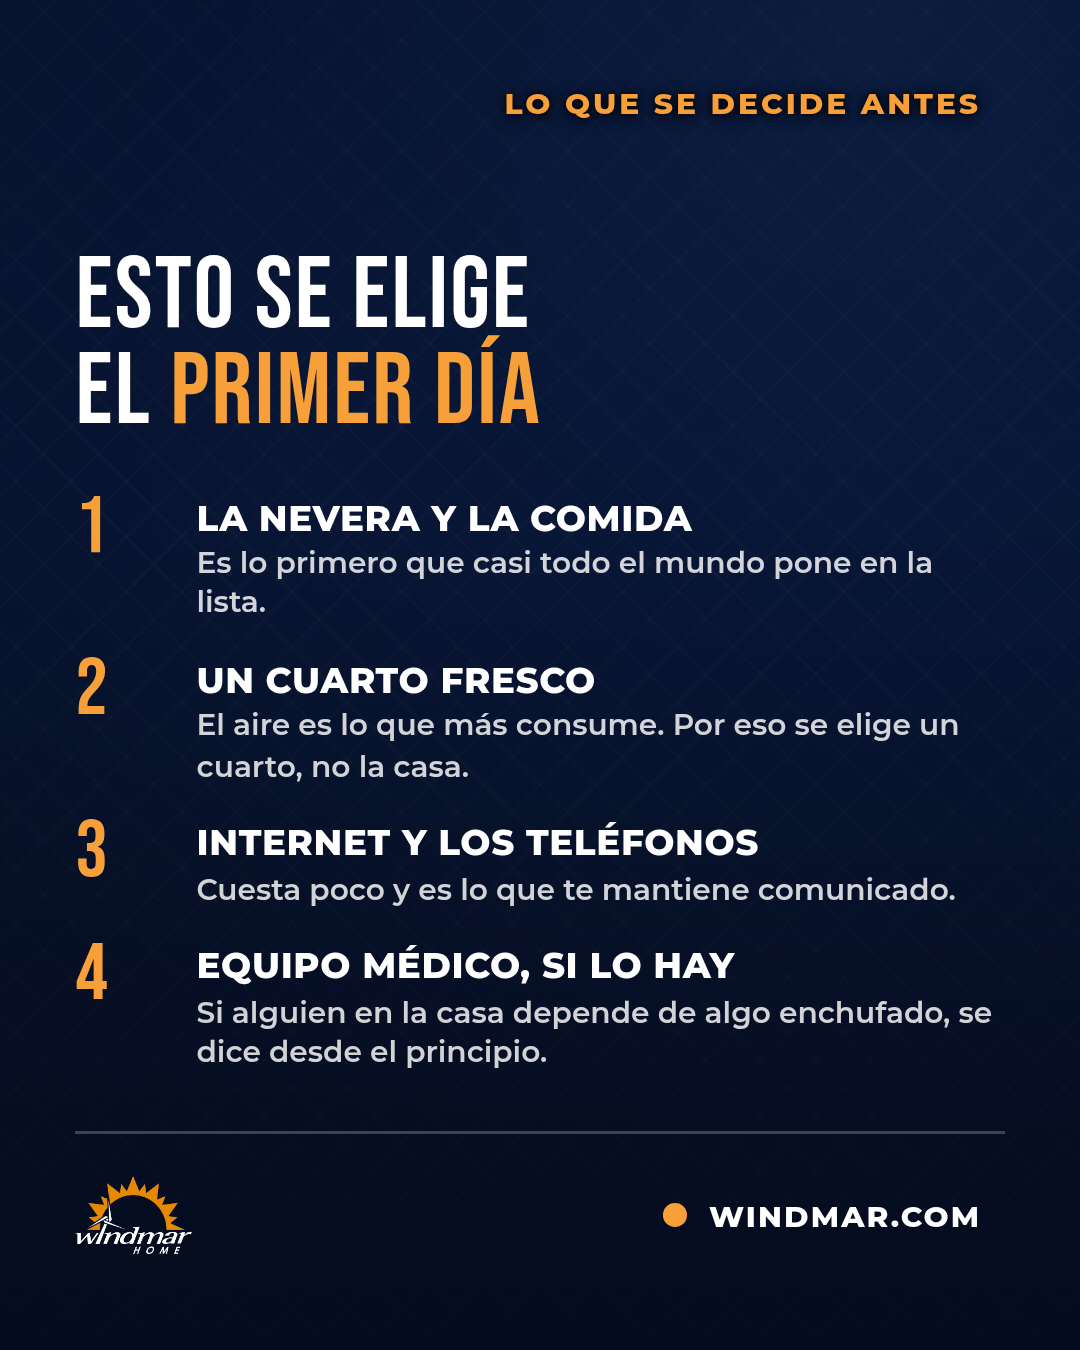 LO QUE SE DECIDE ANTES
ESTO SE ELIGE
EL PRIMER DÍA
1
LA NEVERA Y LA COMIDA
Es lo primero que casi todo el mundo pone en la
lista.
2
UN CUARTO FRESCO
El aire es lo que más consume. Por eso se elige un
cuarto, no la casa.
3
INTERNET Y LOS TELÉFONOS
Cuesta poco y es lo que te mantiene comunicado.
4
EQUIPO MÉDICO, SI LO HAY
Si alguien en la casa depende de algo enchufado, se
dice desde el principio.
windmar
HOME
WINDMAR.COM